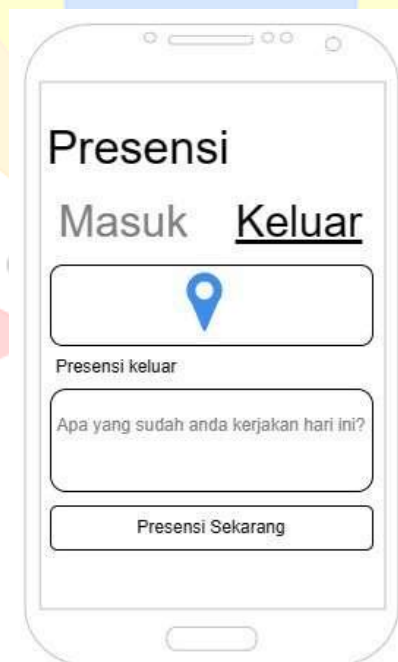 Presensi
Masuk Keluar
Presensi keluar
Apa yang sudah anda kerjakan hari ini?
Presensi Sekarang